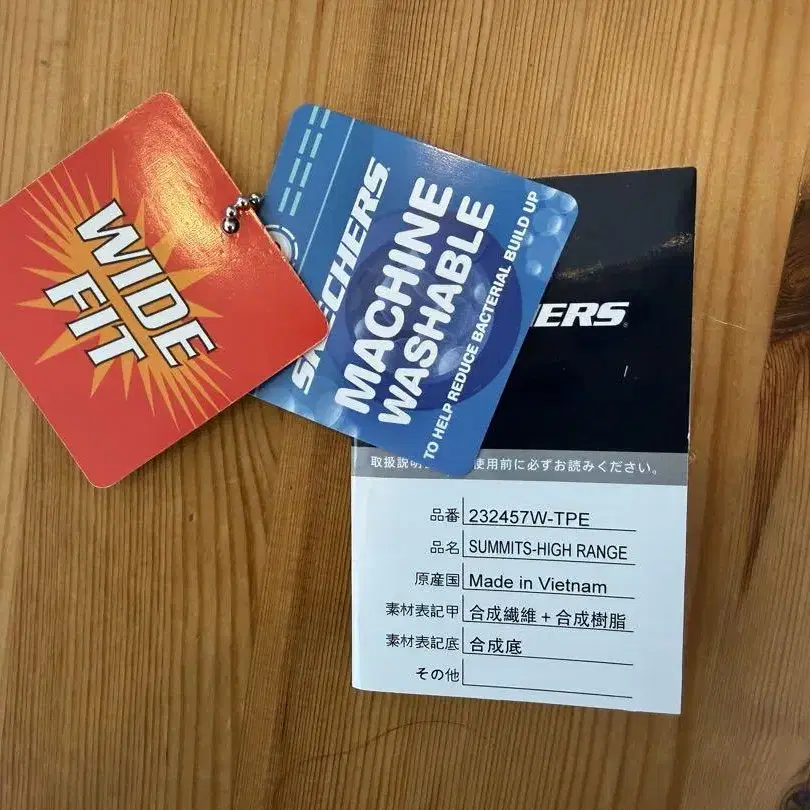 WIDE
FIT
SKECHERS
MACHINE
WASHABLE
TO HELP REDUCE BACTERIAL BUILD UP
ERS
取扱説明 使用前に必ずお読みください。
品番 232457W-TPE
品名 SUMMITS-HIGH RANGE
原産国 Made in Vietnam
素材表記甲 合成繊維+合成樹脂
素材表記底 合成底
その他